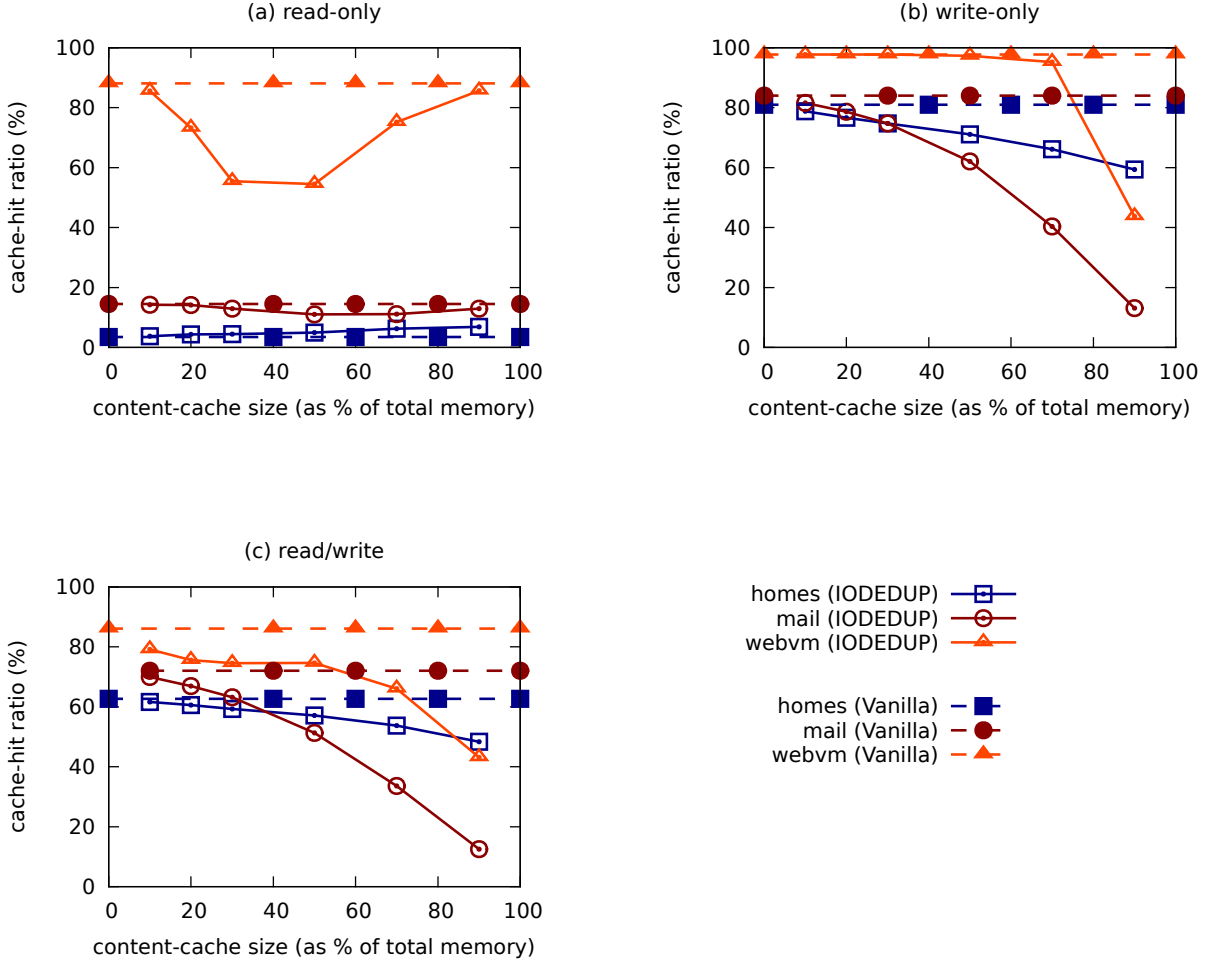 (a) read-only
cache-hit ratio (%)
100
80
60
40
20
0
0 20 40 60 80 100
content-cache size (as % of total memory)
(b) write-only
cache-hit ratio (%)
100
80
60
40
20
0
0 20 40 60 80 100
content-cache size (as % of total memory)
(c) read/write
cache-hit ratio (%)
100
80
60
40
20
0
0 20 40 60 80 100
content-cache size (as % of total memory)
homes (IODEDUP)
mail (IODEDUP)
webvm (IODEDUP)
homes (Vanilla)
mail (Vanilla)
webvm (Vanilla)